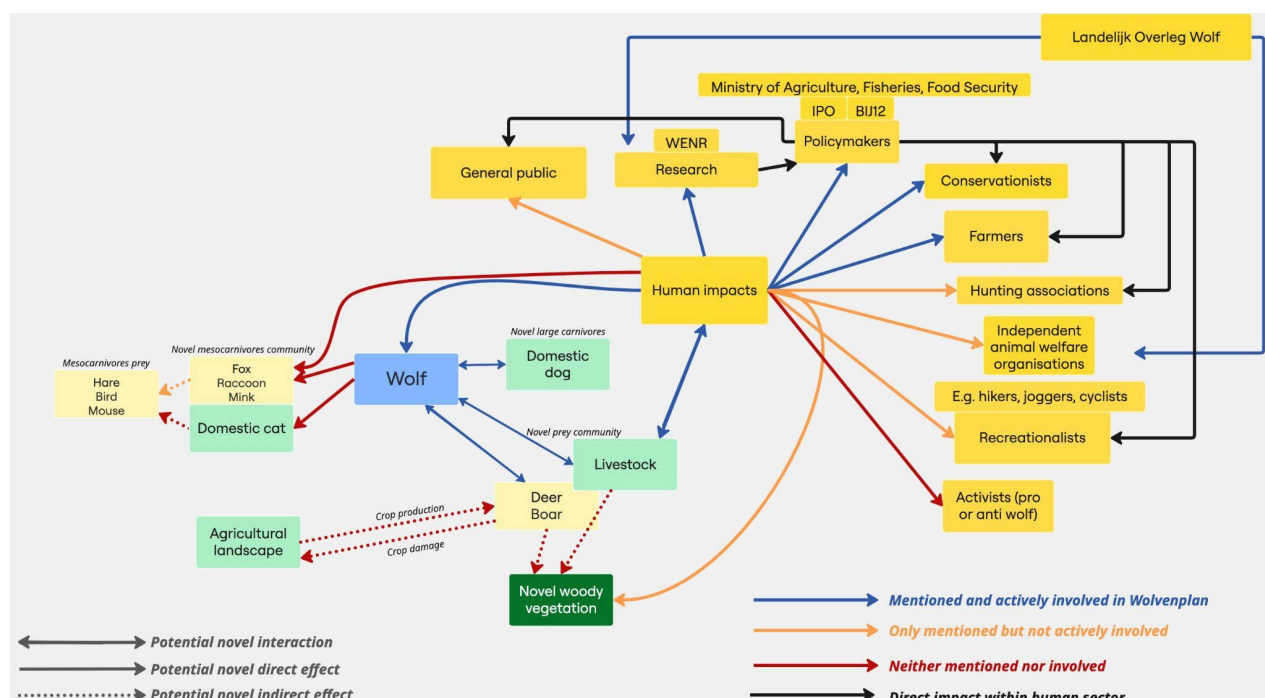 Landelijk Overleg Wolf
Ministry of Agriculture, Fisheries, Food Security
IPO
BIJ12
Policymakers
WENR
Research
General public
Conservationists
Farmers
Human impacts
Hunting associations
Independent
animal welfare
organisations
E.g. hikers, joggers, cyclists
Recreationalists
Activists (pro
or anti wolf)
Novel large carnivores
Domestic
dog
Novel mesocarnivores community
Mesocarnivores prey
Fox
Raccoon
Mink
Hare
Bird
Mouse
Domestic cat
Wolf
Novel prey community
Livestock
Deer
Boar
Crop production
Agricultural
landscape
Crop damage
Novel woody
vegetation
Potential novel interaction
Potential novel direct effect
Potential novel indirect effect
Mentioned and actively involved in Wolvenplan
Only mentioned but not actively involved
Neither mentioned nor involved
Direct impact within human sector